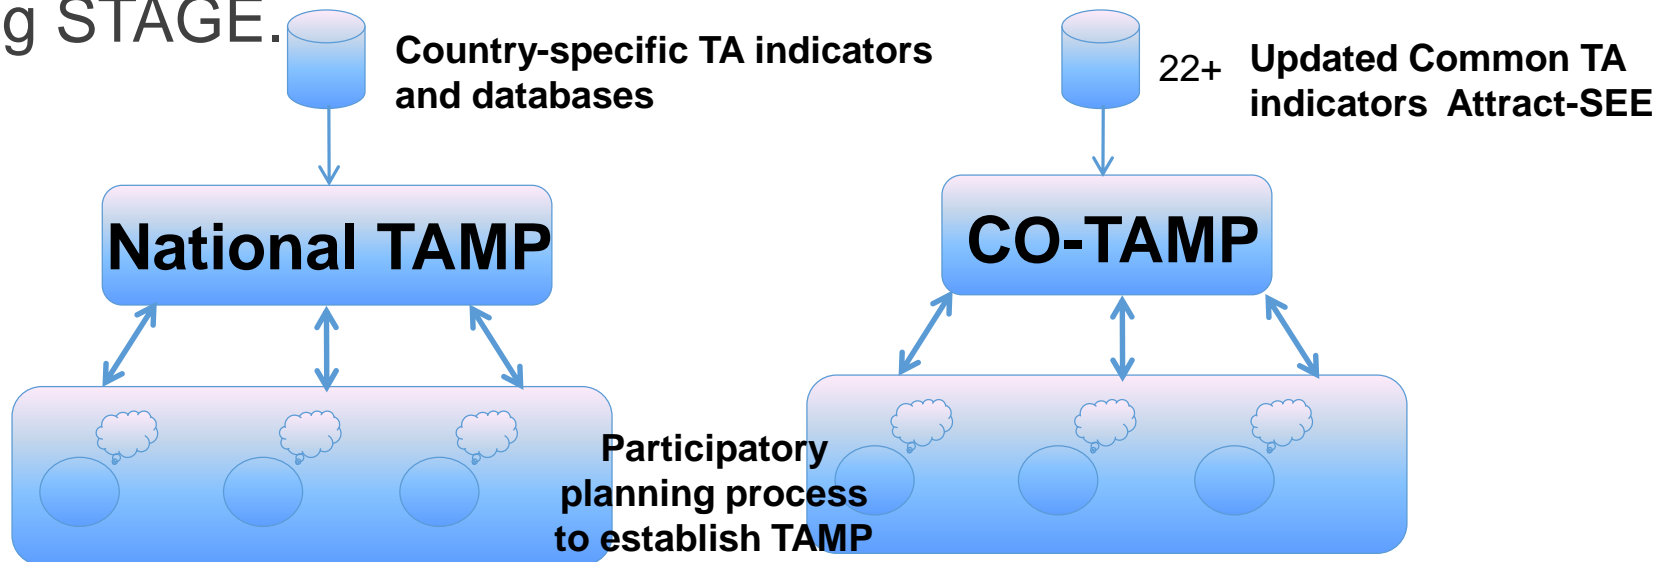 g STAGE.
Country-specific TA indicators
and databases
22+
Updated Common TA
indicators Attract-SEE
National TAMP
CO-TAMP
Participatory
planning process
to establish TAMP